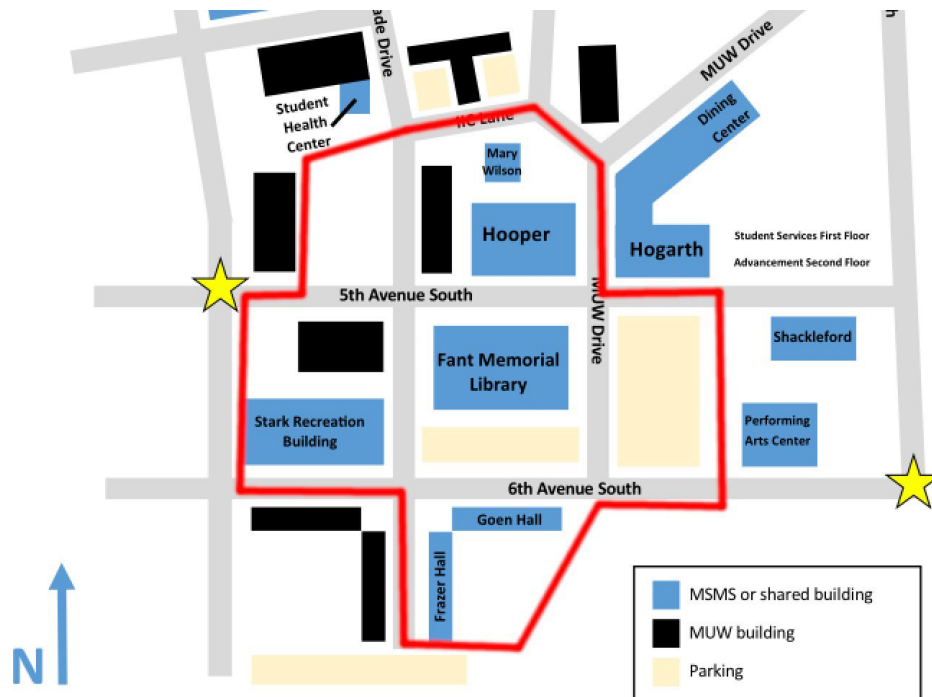 ade Drive
MUW Drive
h
Student
Health
Center
IIC Lane
Dining
Center
Mary
Wilson
Hooper
Hogarth
Student Services First Floor
Advancement Second Floor
5th Avenue South
MUW Drive
Fant Memorial
Library
Shackleford
Stark Recreation
Building
Performing
Arts Center
6th Avenue South
Goen Hall
Frazer Hall
MSMS or shared building
MUW building
Parking
N